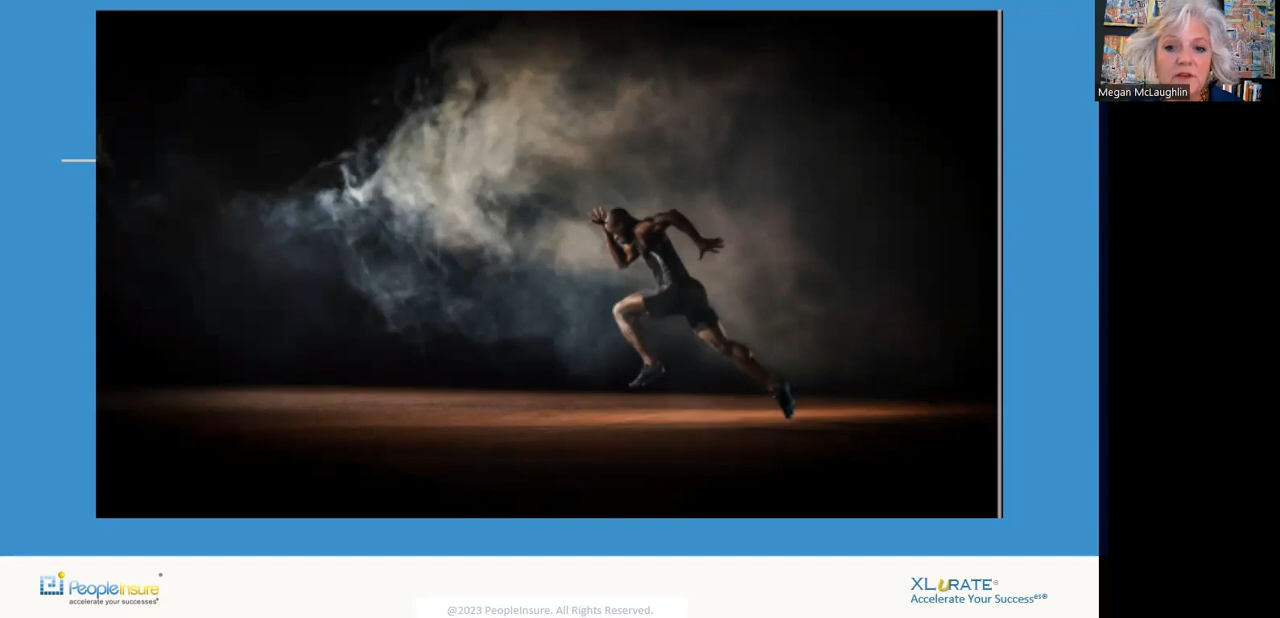 Megan McLaughlin
PeopleInsure®
accelerate your successes®
XLURATE®
Accelerate Your Success®ˢ®
@2023 PeopleInsure. All Rights Reserved.